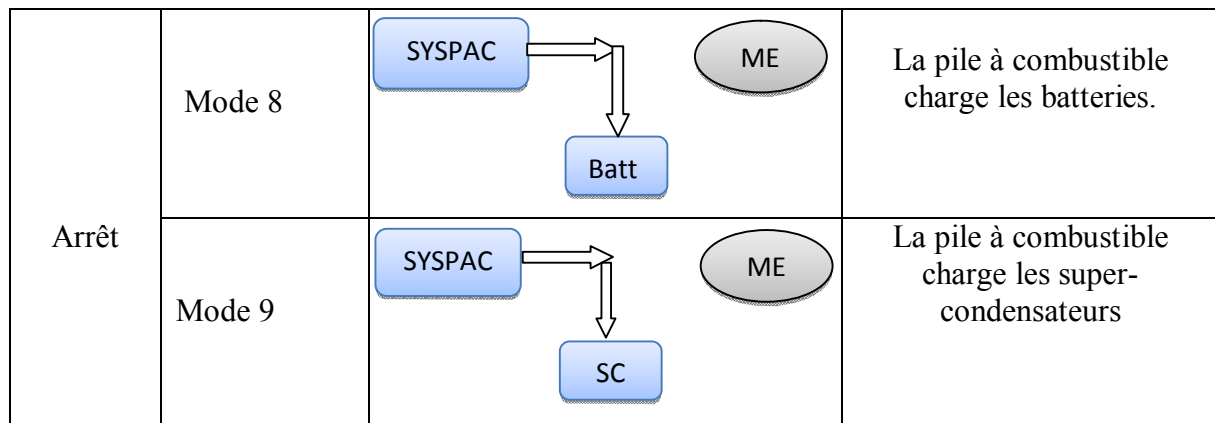 Arrêt
Mode 8
SYSPAC
ME
Batt
La pile à combustible
charge les batteries.
Mode 9
SYSPAC
ME
SC
La pile à combustible
charge les super-
condensateurs